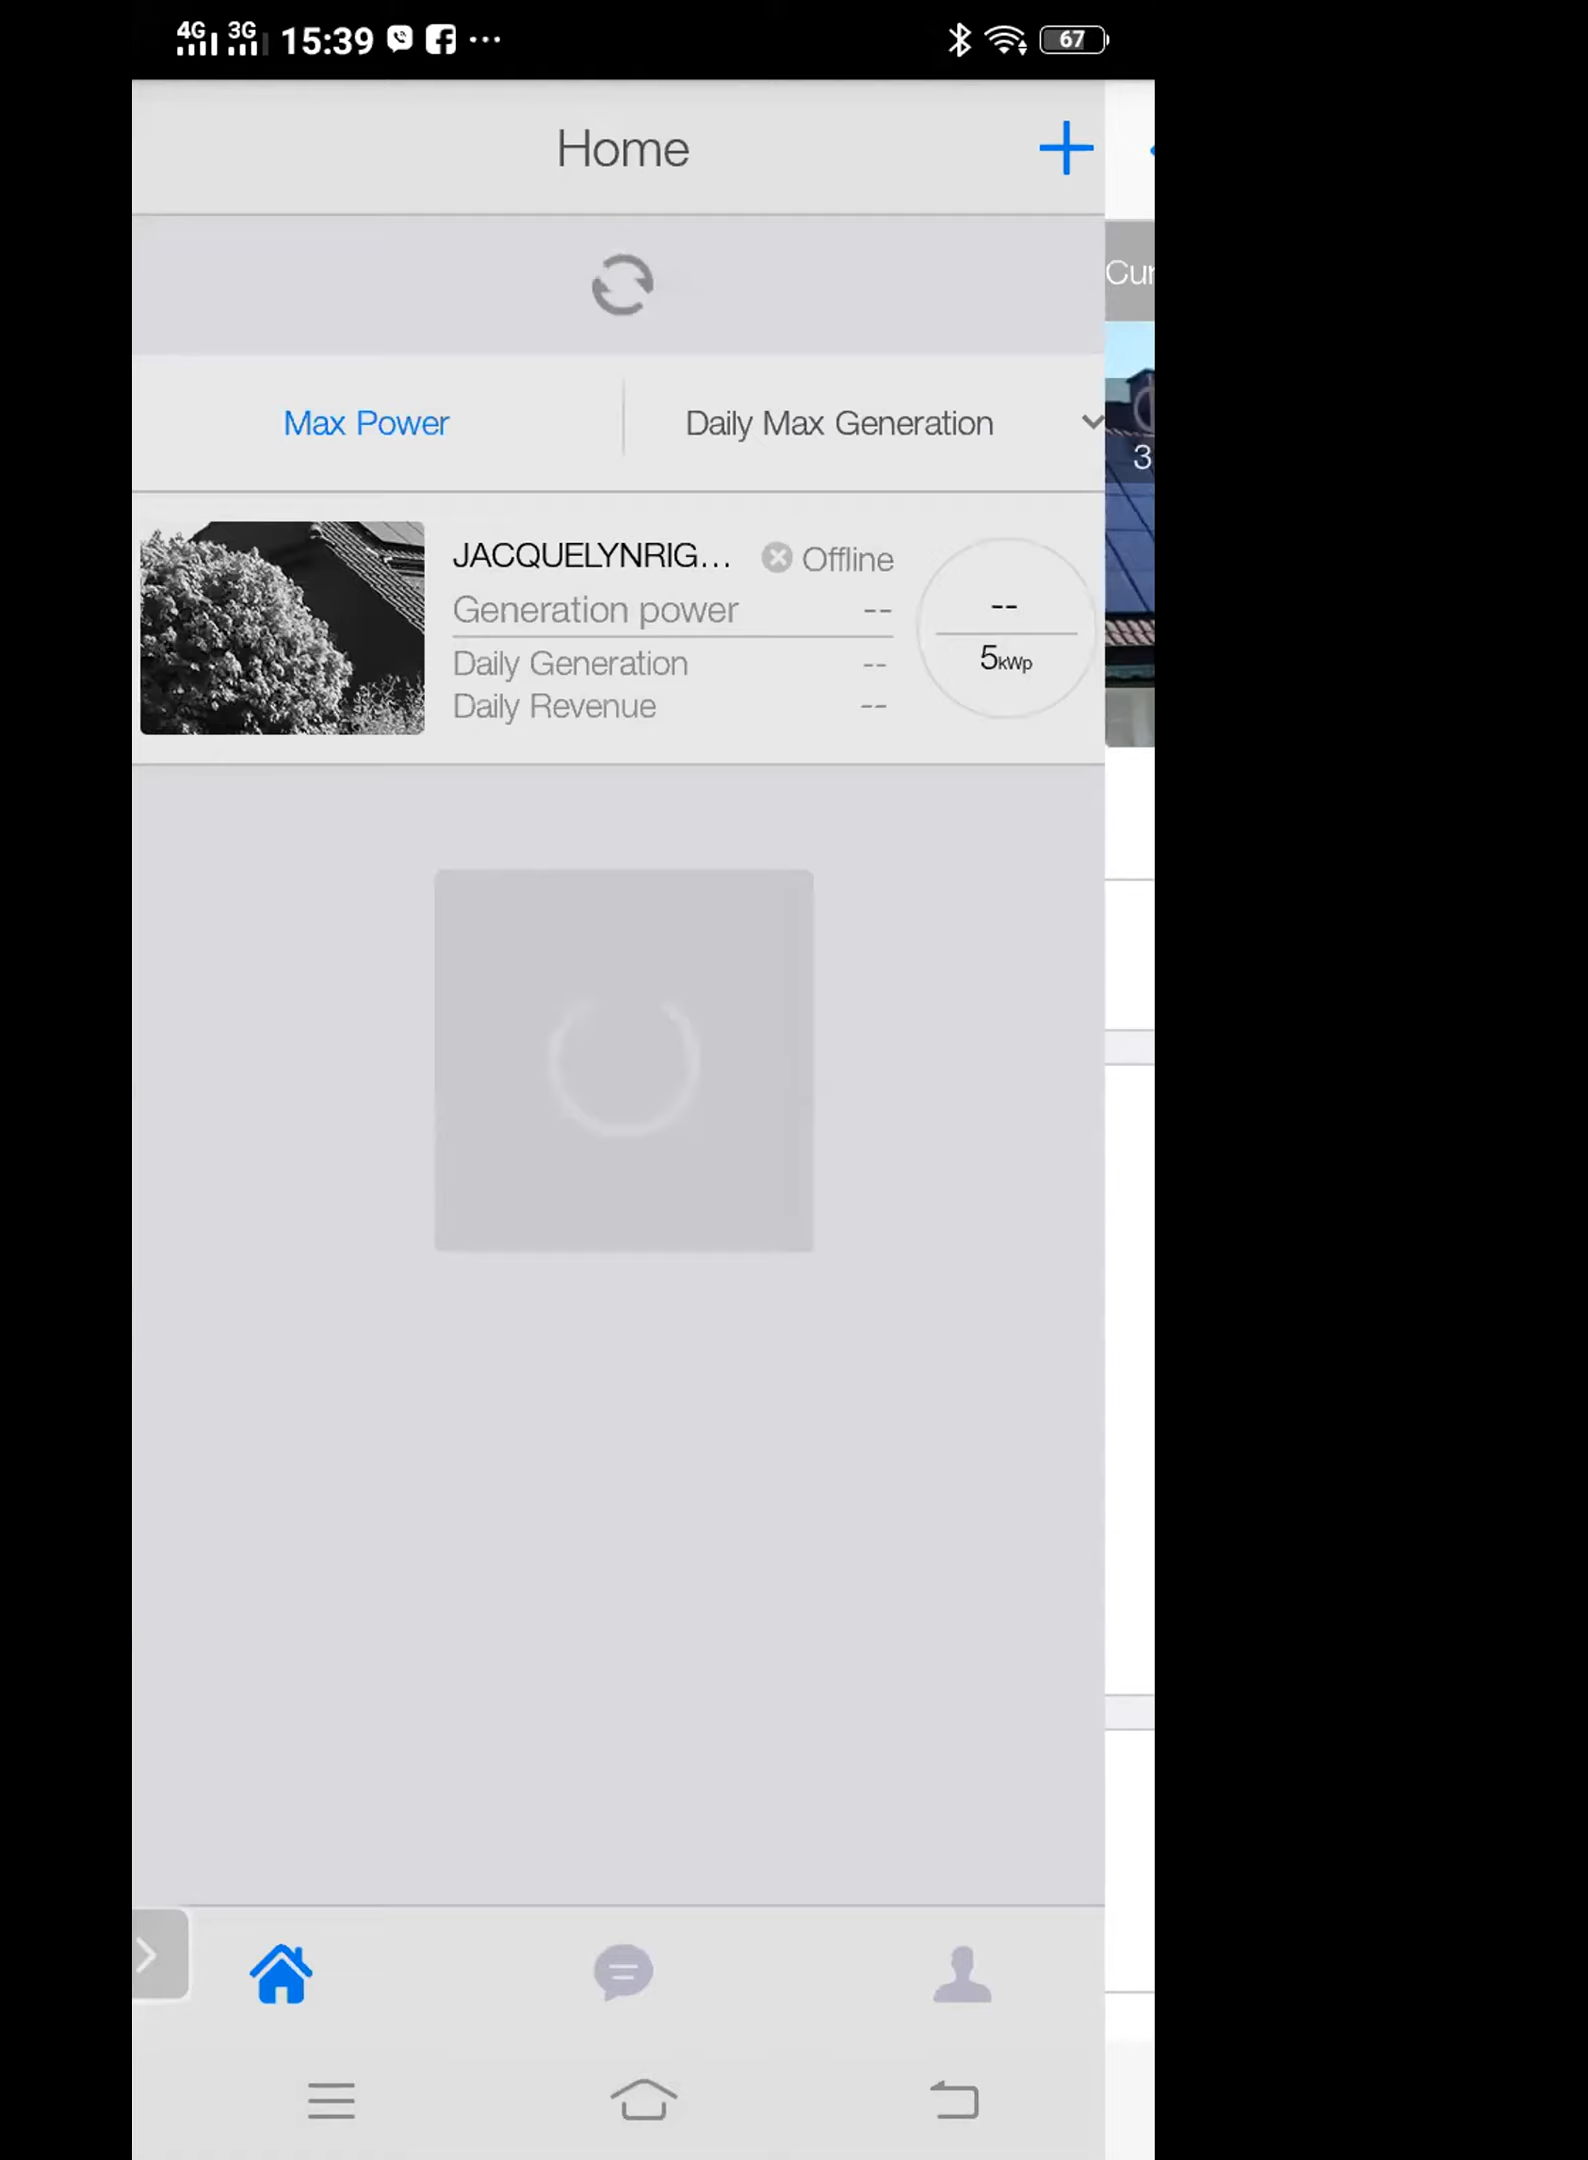 4G 3G 15:39 67
Home
Cur
Max Power
Daily Max Generation
3
JACQUELYNRIG... Offline
Generation power --
Daily Generation --
Daily Revenue --
--
5kWp